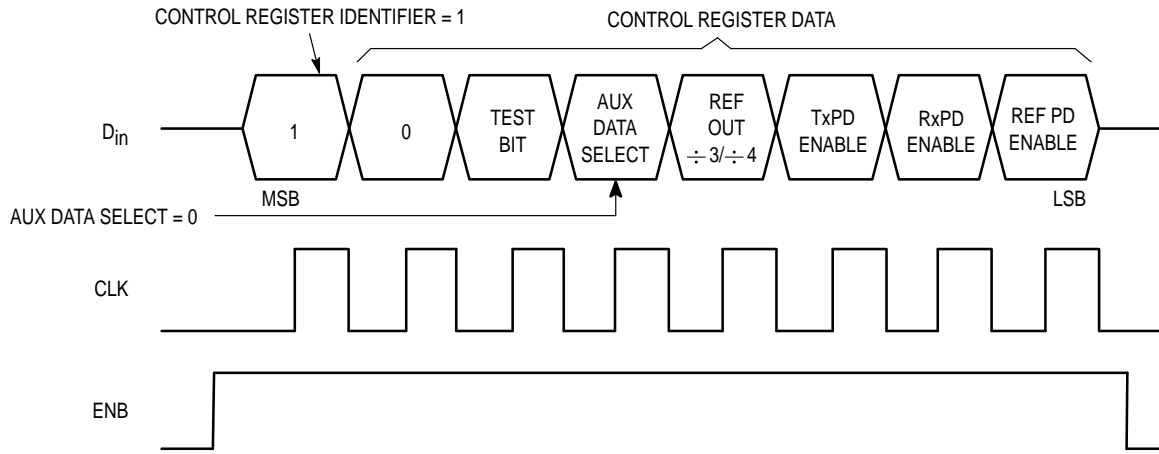 CONTROL REGISTER IDENTIFIER = 1
CONTROL REGISTER DATA
Din
1
0
TEST
BIT
AUX
DATA
SELECT
REF
OUT
÷ 3/÷ 4
TxPD
ENABLE
RxPD
ENABLE
REF PD
ENABLE
MSB
LSB
AUX DATA SELECT = 0
CLK
ENB